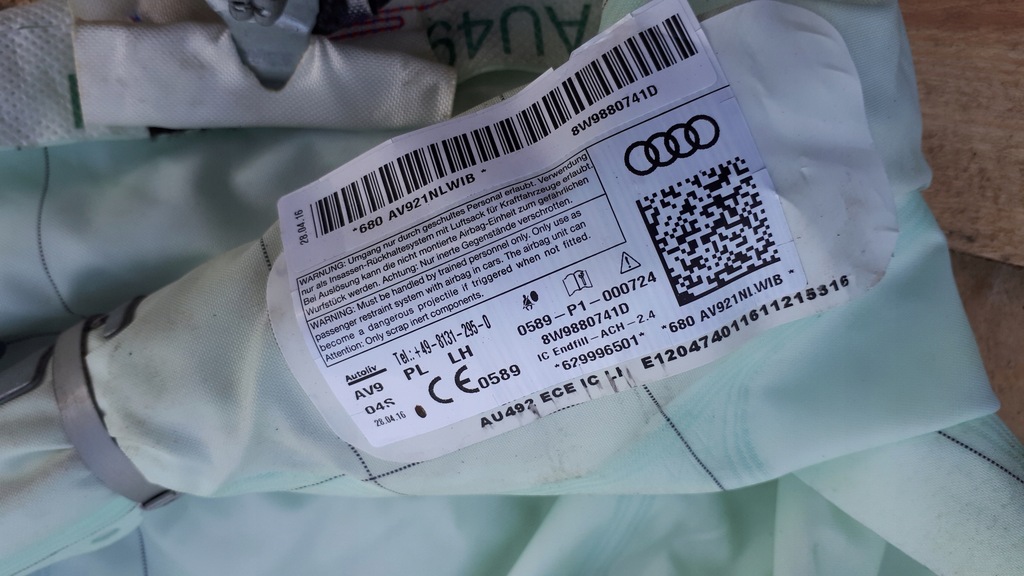 AU49
28.04.16
*680 AV921NLWIB *
8W9880741D
WARNUNG: Umgang nur durch geschultes Personal erlaubt. Verwendung
nur als Insassen-Rückhaltesystem mit Luftsack für Kraftfahrzeuge erlaubt.
Bei Auslösung kann die nicht montierte Airbag-Einheit zum gefährlichen
Wurfstück werden. Achtung: Nur inerte Gegenstände verschrotten.
WARNING: Must be handled by trained personnel only. Only use as
passenger restraint system with airbag in cars. The airbag unit can
become a dangerous projectile if triggered when not fitted.
Attention: Only scrap inert components.
Autoliv Tel.:+49-8131-295-0
AV9 PL LH
04S
28.04.16
CE 0589
0589-P1-000724
8W9880741D
IC Endfill-ACH-2.4
*629996501*
*680 AV921NLWIB *
AU492 ECE IC LI E120474011611215316